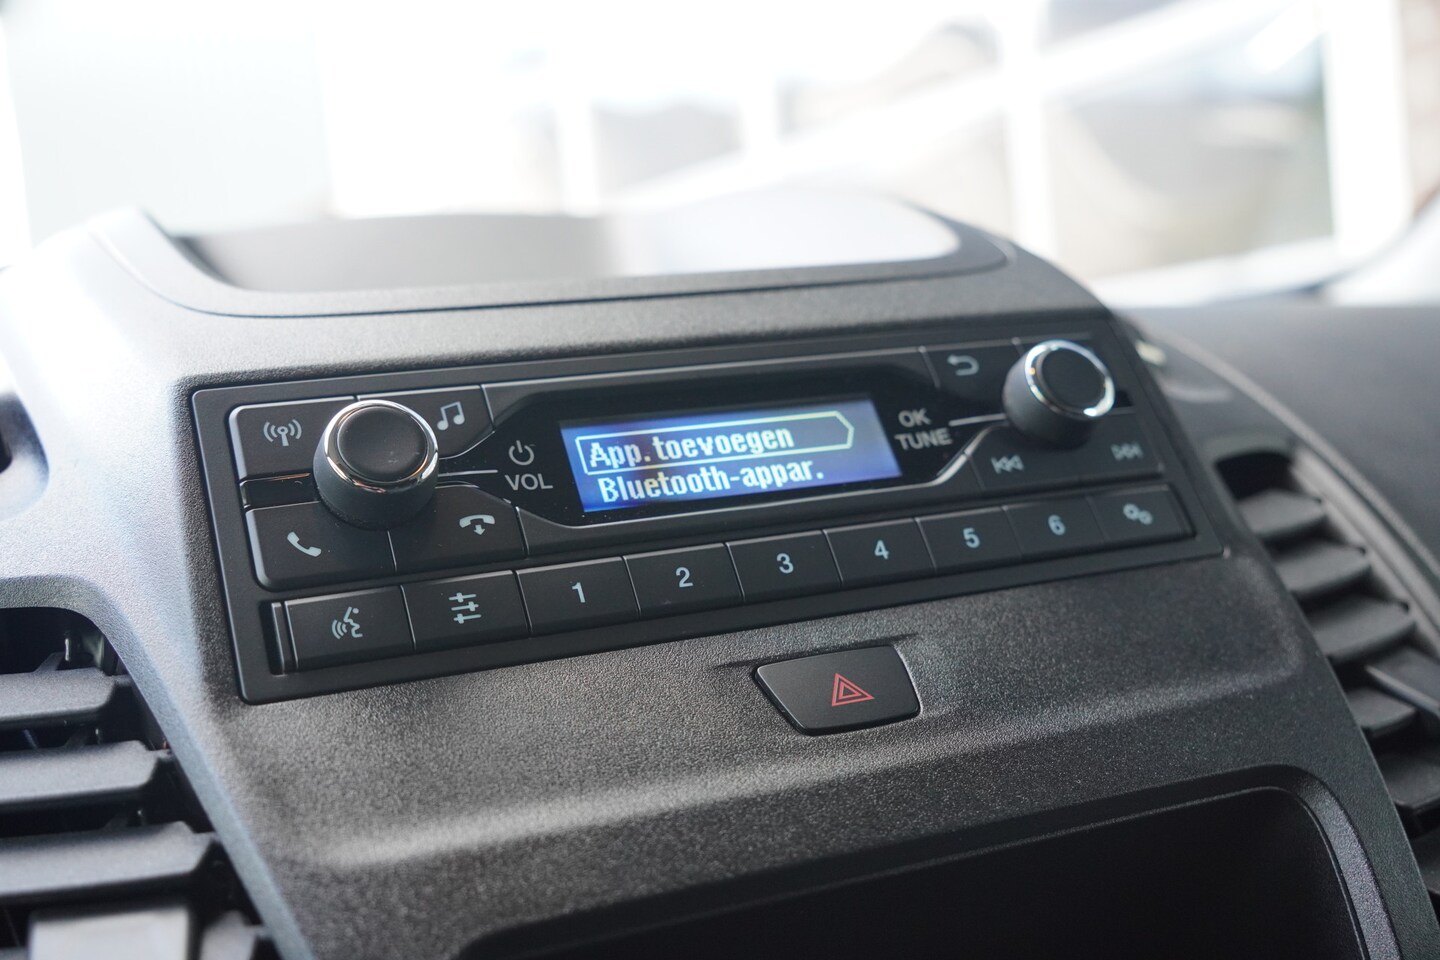 VOL
App. toevoegen
Bluetooth-appar.
OK
TUNE
1 2 3 4 5 6